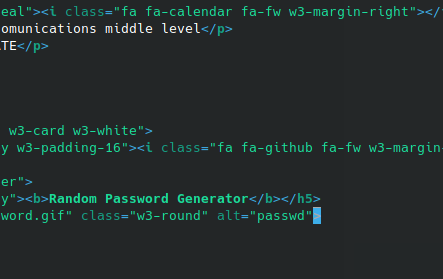 eal"><i class="fa fa-calendar fa-fw w3-margin-right"></
comunications middle level</p>
TE</p>
w3-card w3-white">
y w3-padding-16"><i class="fa fa-github fa-fw w3-margin
er">
y"><b>Random Password Generator</b></h5>
word.gif" class="w3-round" alt="passwd">